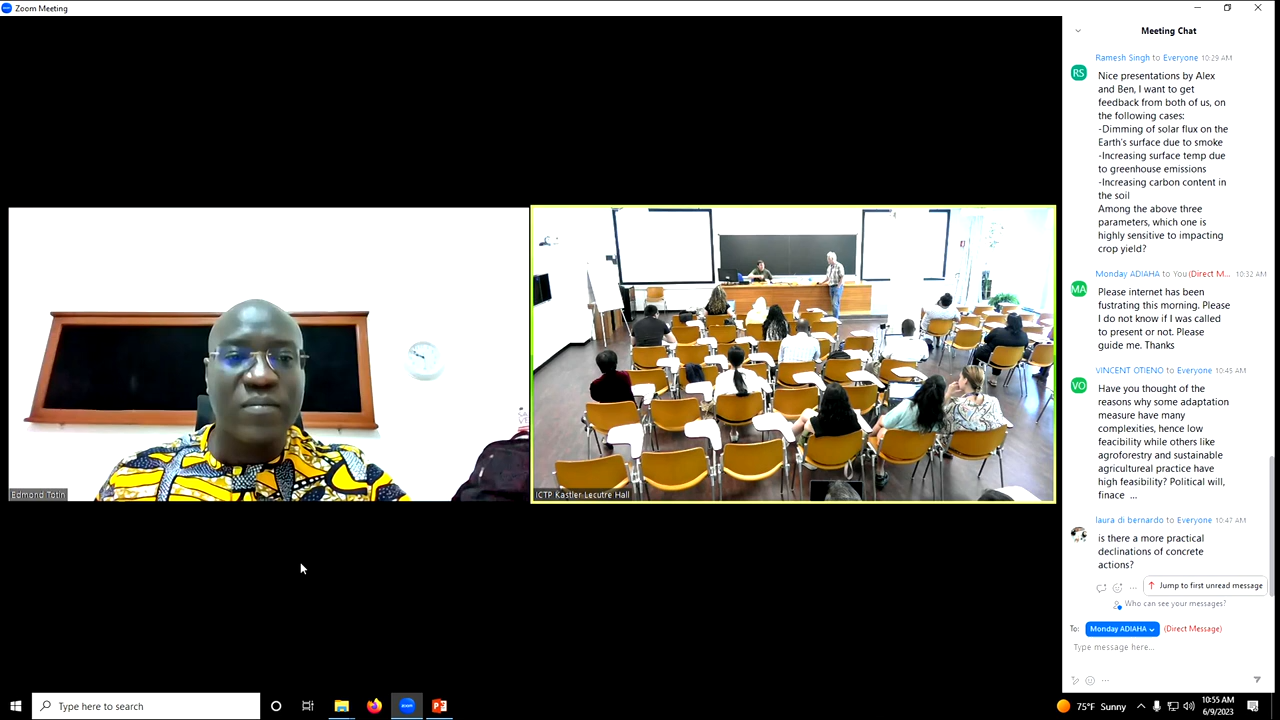 Zoom Meeting
Meeting Chat
Ramesh Singh to Everyone 10:29 AM
RS
Nice presentations by Alex
and Ben, I want to get
feedback from both of us, on
the following cases:
-Dimming of solar flux on the
Earth's surface due to smoke
-Increasing surface temp due
to greenhouse emissions
-Increasing carbon content in
the soil
Among the above three
parameters, which one is
highly sensitive to impacting
crop yield?
Monday ADIAHA to You (Direct M... 10:32 AM
MA
Please internet has been
fustrating this morning. Please
I do not know if I was called
to present or not. Please
guide me. Thanks
VINCENT OTIENO to Everyone 10:45 AM
VO
Have you thought of the
reasons why some adaptation
measure have many
complexities, hence low
feacibility while others like
agroforestry and sustainable
agricultureal practice have
high feasibility? Political will,
finace ...
laura di bernardo to Everyone 10:47 AM
is there a more practical
declinations of concrete
actions?
Jump to first unread message
Who can see your messages?
To: Monday ADIAHA (Direct Message)
Type message here...
Edmond Totin
ICTP Kastler Lecutre Hall
Type here to search
75°F Sunny
10:55 AM
6/9/2023